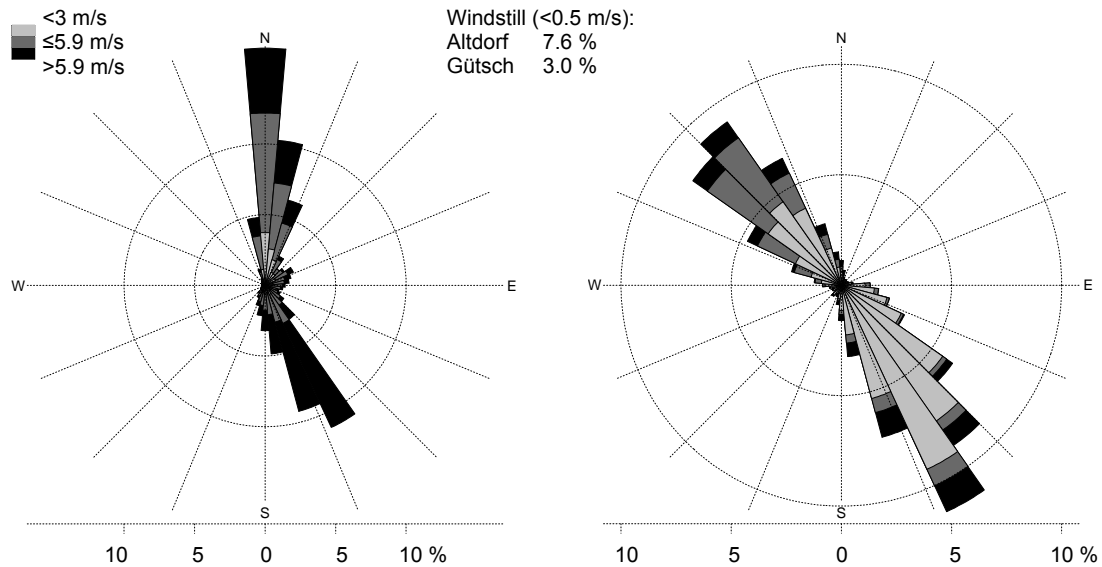 <3 m/s
≤5.9 m/s
>5.9 m/s
Windstill (<0.5 m/s):
Altdorf 7.6 %
Gütsch 3.0 %
N
W
E
S
10 5 0 5 10 %
N
W
E
S
10 5 0 5 10 %